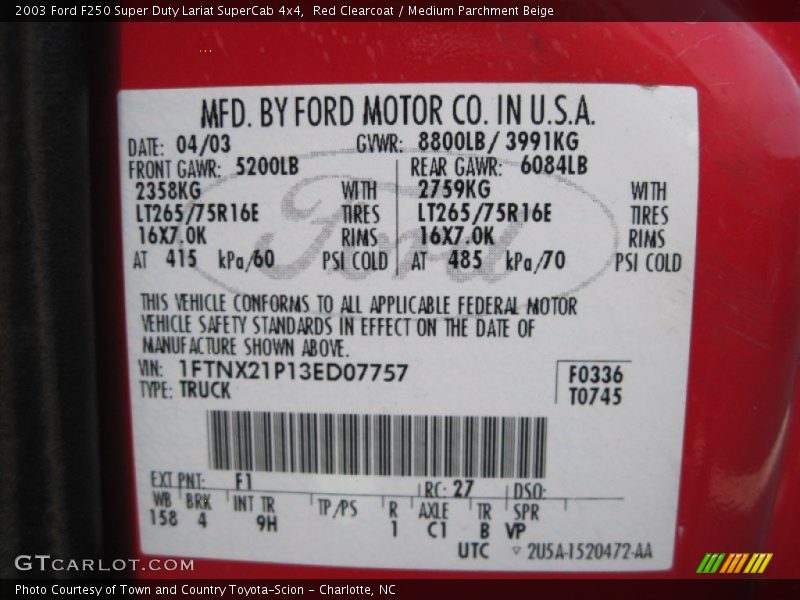 2003 Ford F250 Super Duty Lariat SuperCab 4x4,  Red Clearcoat / Medium Parchment Beige
MFD. BY FORD MOTOR CO. IN U.S.A.
DATE: 04/03 GVWR: 8800LB/ 3991KG
FRONT GAWR: 5200LB REAR GAWR: 6084LB
2358KG WITH 2759KG WITH
LT265/75R16E TIRES LT265/75R16E TIRES
16X7.0K RIMS 16X7.0K RIMS
AT 415 kPa/60 PSI COLD AT 485 kPa/70 PSI COLD
Ford
THIS VEHICLE CONFORMS TO ALL APPLICABLE FEDERAL MOTOR
VEHICLE SAFETY STANDARDS IN EFFECT ON THE DATE OF
MANUFACTURE SHOWN ABOVE.
VIN: 1FTNX21P13ED07757 F0336
TYPE: TRUCK T0745
EXT PNT: F1 RC: 27 DSO:
WB BRK INT TR TP/PS R AXLE TR SPR
158 4 9H 1 C1 B VP
UTC ▽ 2U5A-1520472-AA
GTCARLOT.COM
Photo Courtesy of Town and Country Toyota-Scion - Charlotte, NC